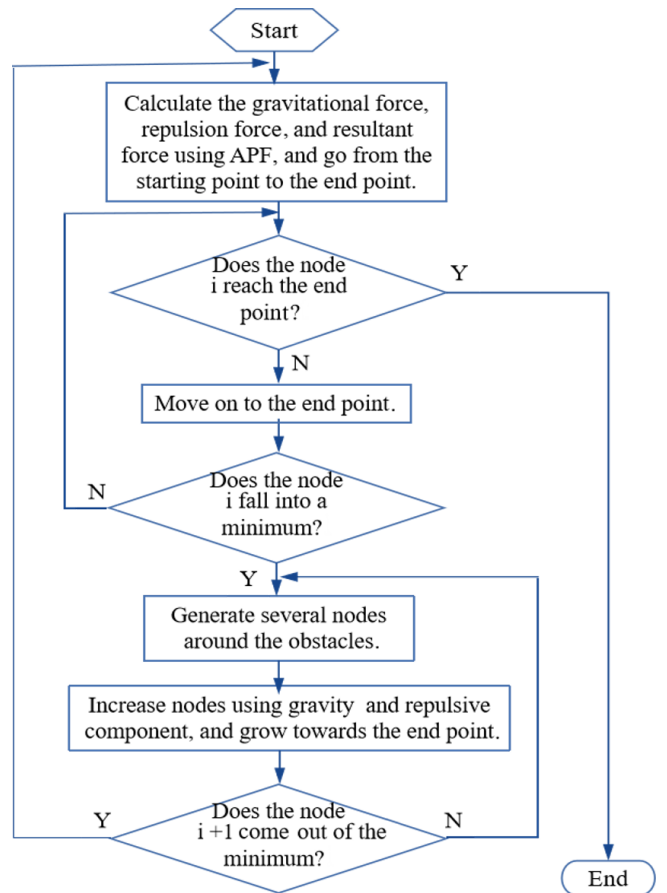 Start
Calculate the gravitational force,
repulsion force, and resultant
force using APF, and go from the
starting point to the end point.
Does the node
i reach the end
point?
Y
N
Move on to the end point.
Does the node
i fall into a
minimum?
N
Y
Generate several nodes
around the obstacles.
Increase nodes using gravity and repulsive
component, and grow towards the end point.
Does the node
i +1 come out of the
minimum?
Y
N
End